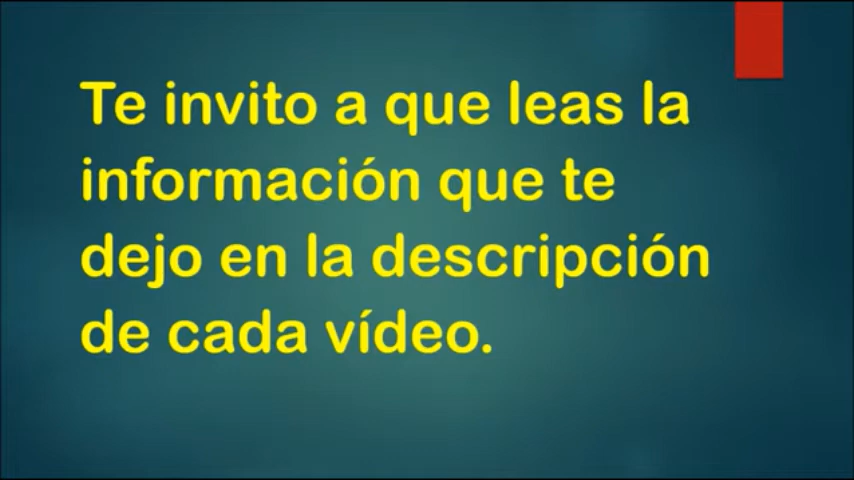 Te invito a que leas la
información que te
dejo en la descripción
de cada vídeo.